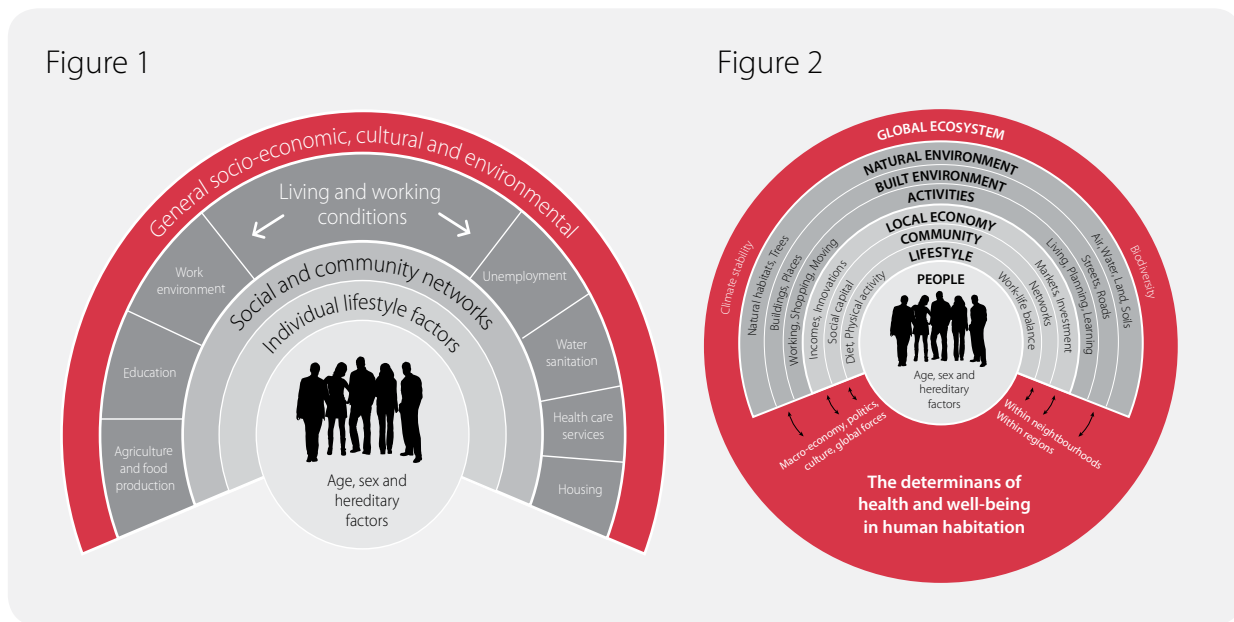 Figure 1
General socio-economic, cultural and environmental
Living and working
conditions
Work
environment
Unemployment
Education
Water
sanitation
Agriculture
and food
production
Health care
services
Housing
Social and community networks
Individual lifestyle factors
Age, sex and
hereditary
factors
Figure 2
GLOBAL ECOSYSTEM
NATURAL ENVIRONMENT
BUILT ENVIRONMENT
ACTIVITIES
LOCAL ECONOMY
COMMUNITY
LIFESTYLE
PEOPLE
Climate stability
Natural habitats, Trees
Buildings, Places
Working, Shopping, Moving
Incomes, Innovations
Social capital
Diet, Physical activity
Work-life balance
Networks
Markets, Investment
Living, Planning, Learning
Streets, Roads
Air, Water, Land, Soils
Biodiversity
Age, sex and
hereditary
factors
Macro-economy, politics,
culture, global forces
Within neighbourhoods
Within regions
The determinans of
health and well-being
in human habitation